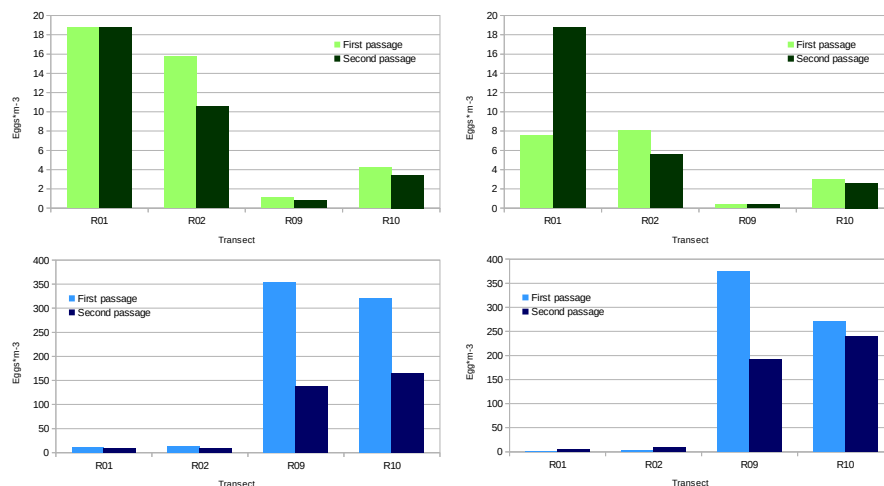 20
18
16
14
12
10
8
6
4
2
0
Eggs*m-3
First passage
Second passage
R01 R02 R09 R10
Transect
20
18
16
14
12
10
8
6
4
2
0
Eggs*m-3
First passage
Second passage
R01 R02 R09 R10
Transect
400
350
300
250
200
150
100
50
0
Eggs*m-3
First passage
Second passage
R01 R02 R09 R10
Transect
400
350
300
250
200
150
100
50
0
Egg*m-3
First passage
Second passage
R01 R02 R09 R10
Transect